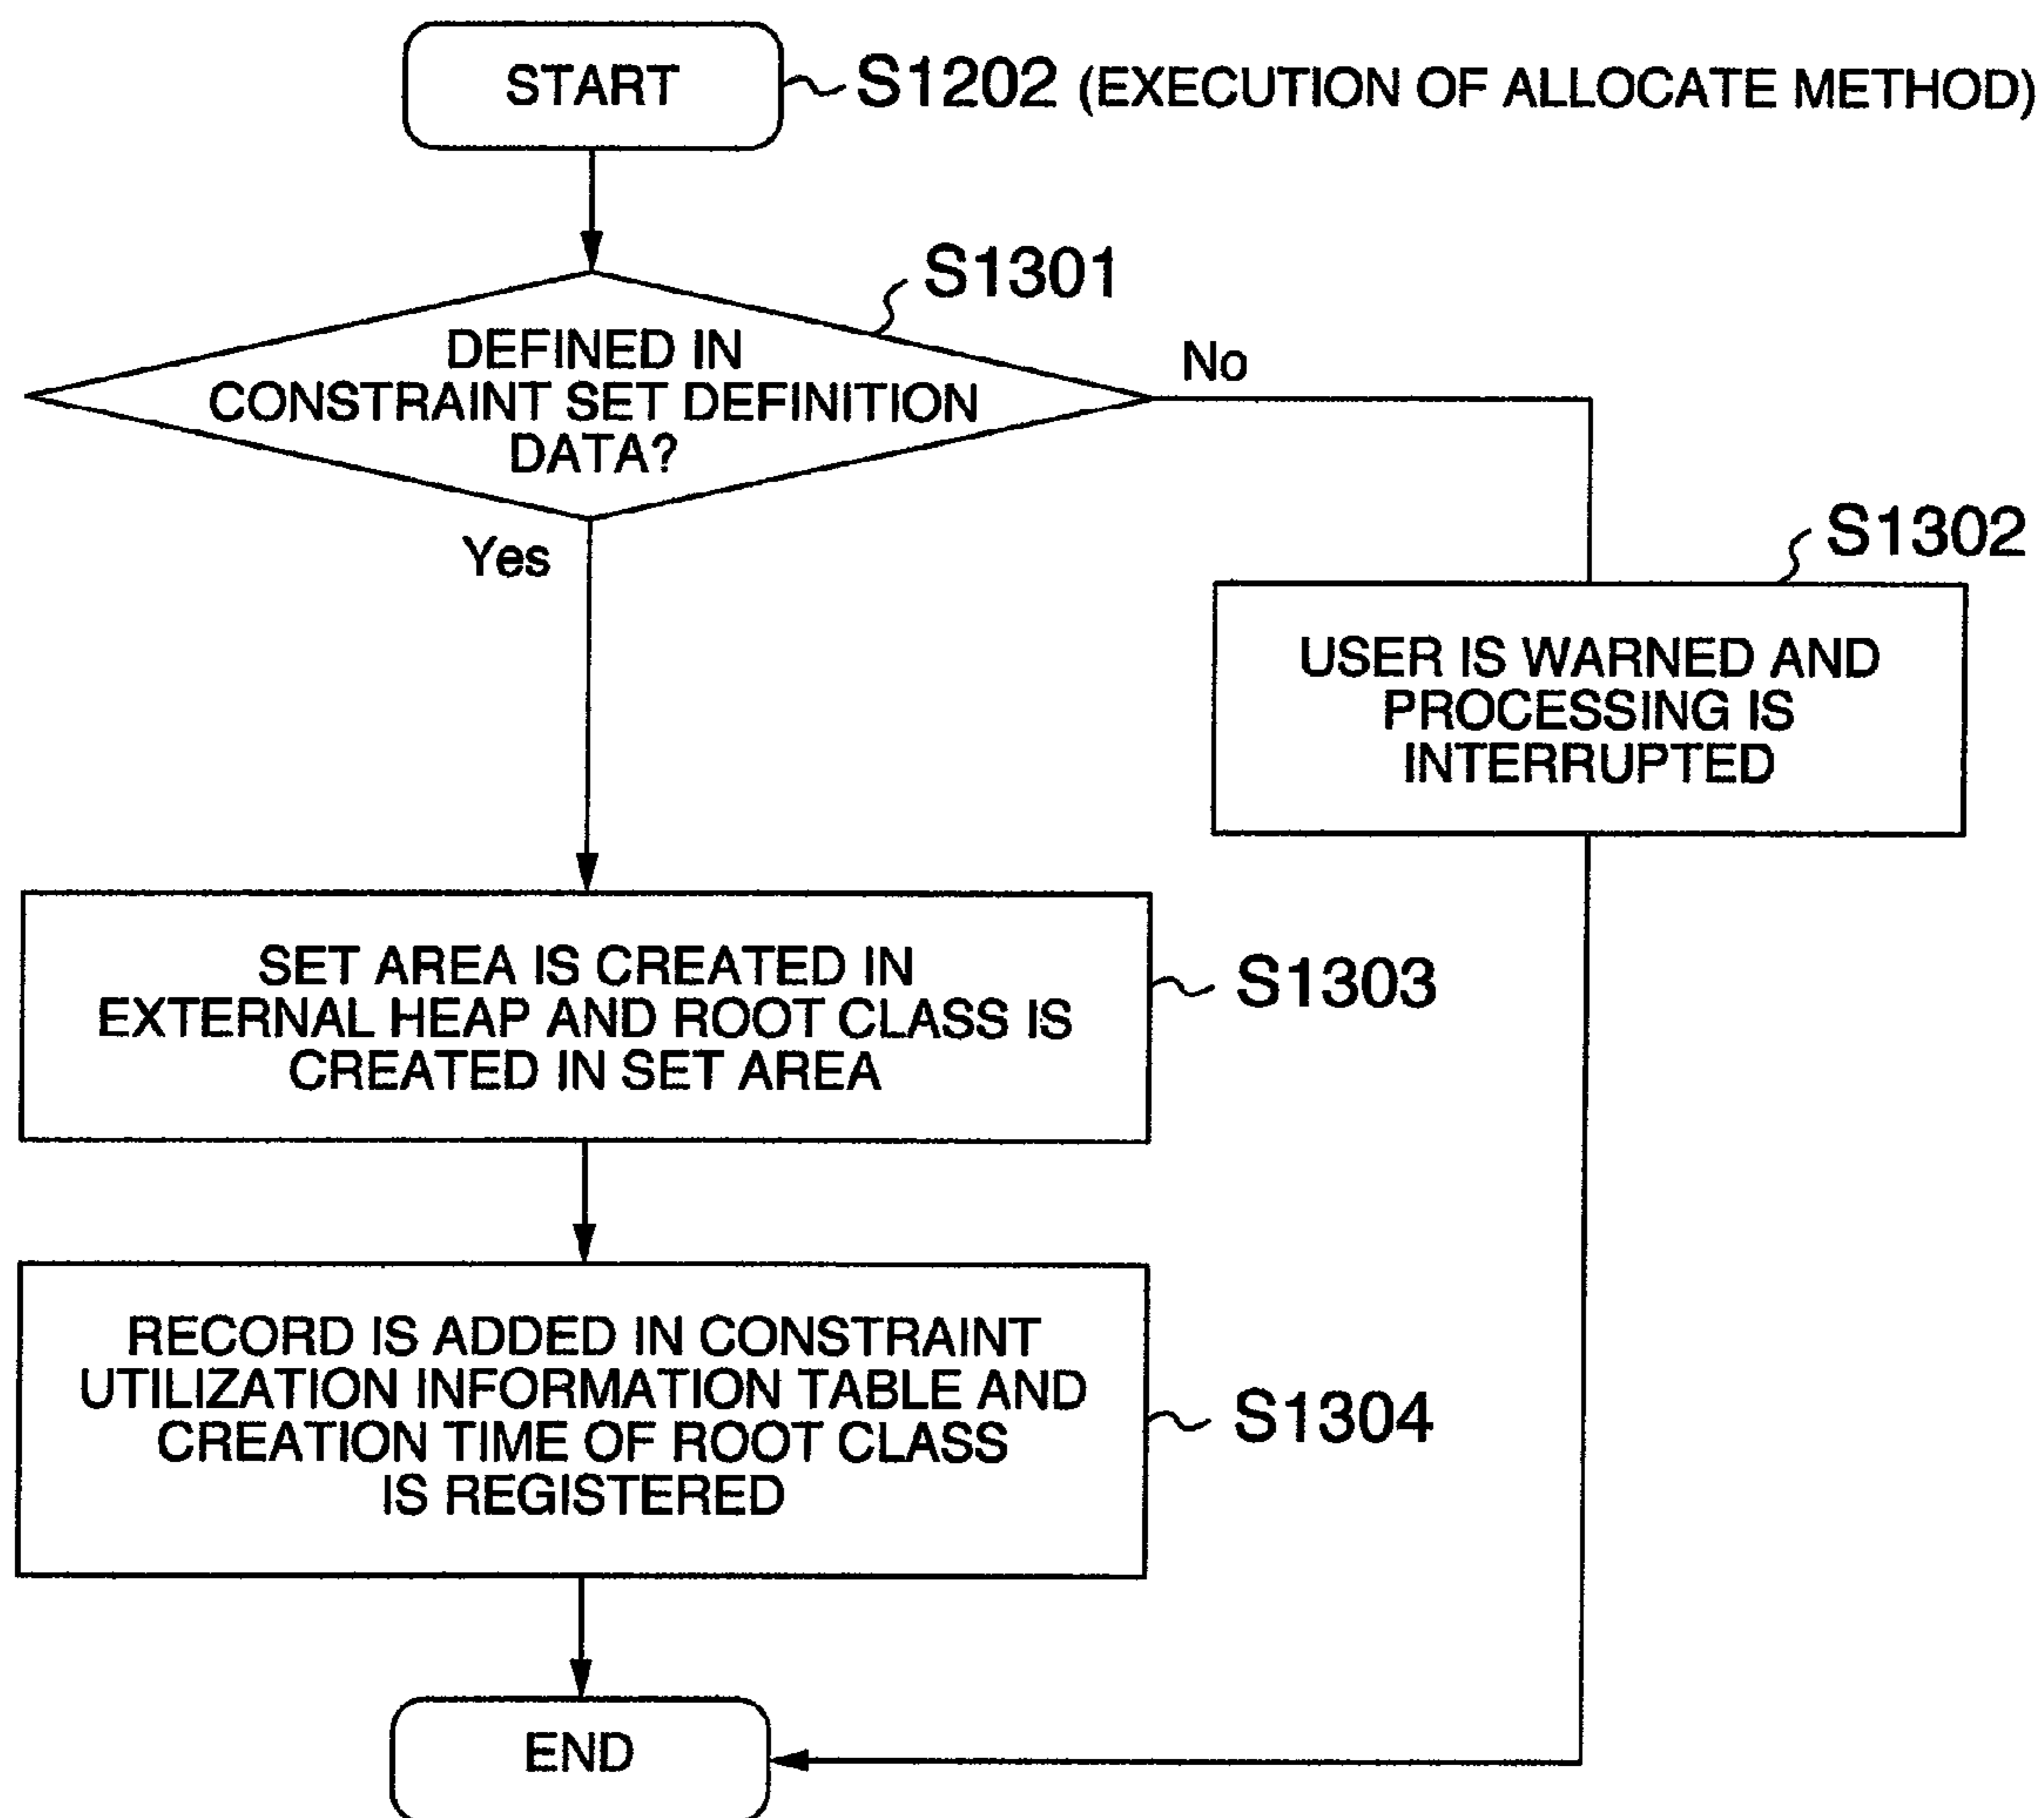 START
S1202 (EXECUTION OF ALLOCATE METHOD)
S1301
DEFINED IN
CONSTRAINT SET DEFINITION
DATA?
No
Yes
S1302
USER IS WARNED AND
PROCESSING IS
INTERRUPTED
SET AREA IS CREATED IN
EXTERNAL HEAP AND ROOT CLASS IS
CREATED IN SET AREA
S1303
RECORD IS ADDED IN CONSTRAINT
UTILIZATION INFORMATION TABLE AND
CREATION TIME OF ROOT CLASS
IS REGISTERED
S1304
END